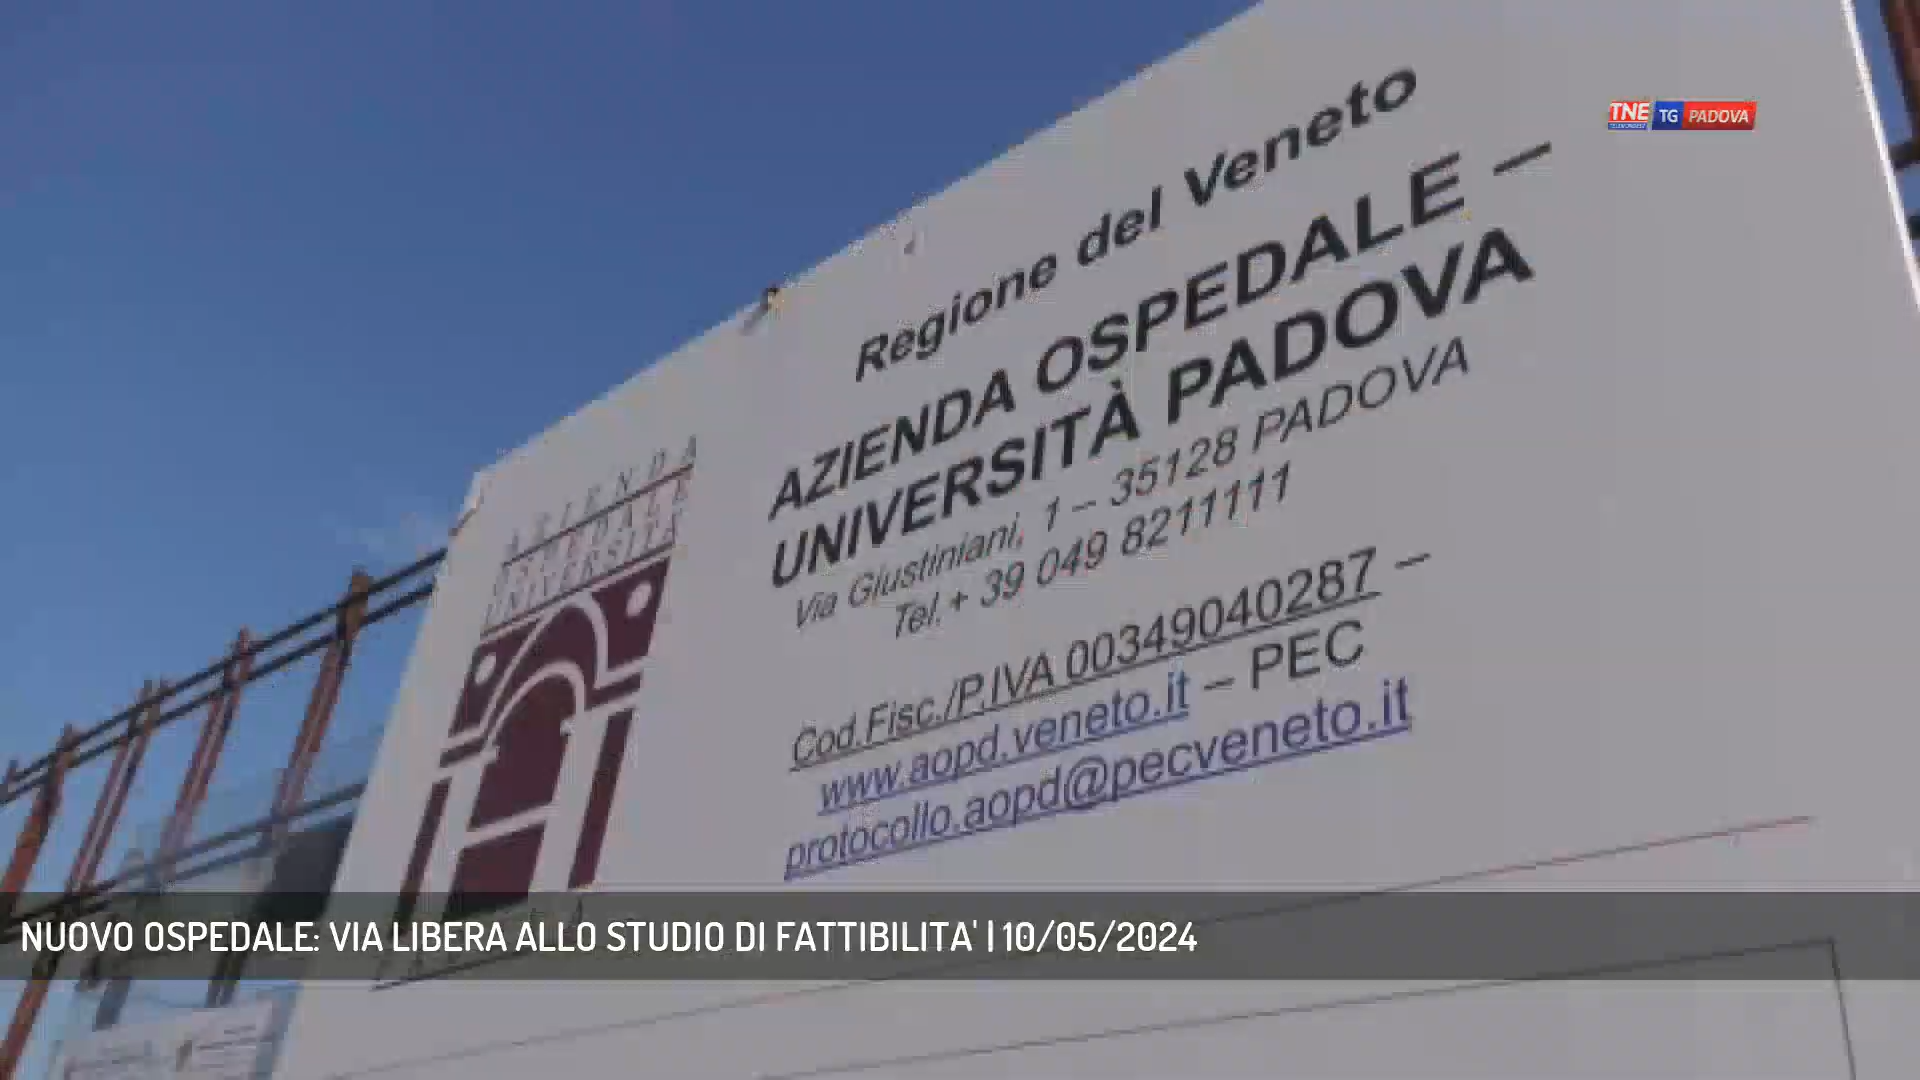 TNE TG PADOVA
Regione del Veneto
AZIENDA OSPEDALE –
UNIVERSITÀ PADOVA
Via Giustiniani, 1 – 35128 PADOVA
Tel. + 39 049 8211111
Cod.Fisc./P.IVA 00349040287 –
www.aopd.veneto.it – PEC
protocollo.aopd@pecveneto.it
AZIENDA
OSPEDALE
UNIVERSITÀ
NUOVO OSPEDALE: VIA LIBERA ALLO STUDIO DI FATTIBILITA' | 10/05/2024